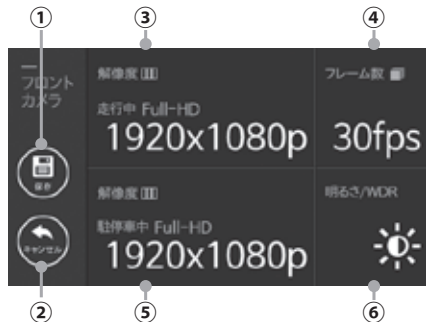 ① ③ ④
フロント
カメラ
保存
キャンセル
解像度
走行中 Full-HD
1920x1080p
フレーム数
30fps
解像度
駐停車中 Full-HD
1920x1080p
明るさ/WDR
② ⑤ ⑥